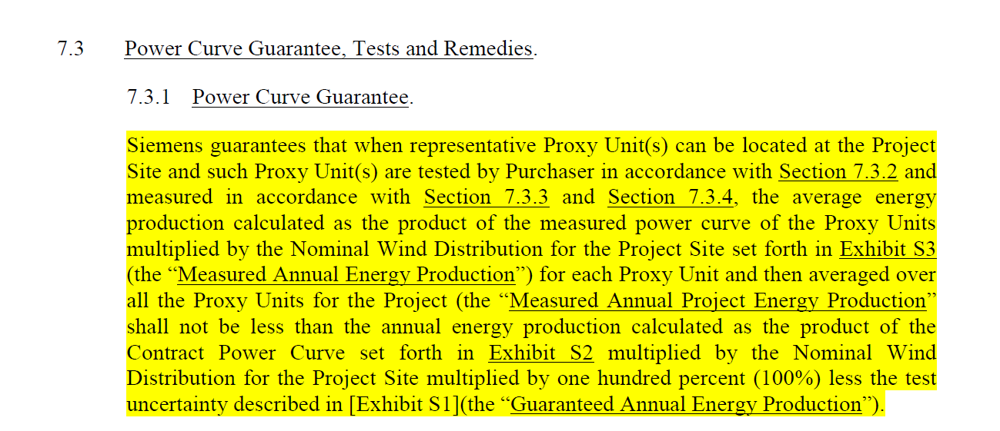 7.3 Power Curve Guarantee, Tests and Remedies.
7.3.1 Power Curve Guarantee.
Siemens guarantees that when representative Proxy Unit(s) can be located at the Project
Site and such Proxy Unit(s) are tested by Purchaser in accordance with Section 7.3.2 and
measured in accordance with Section 7.3.3 and Section 7.3.4, the average energy
production calculated as the product of the measured power curve of the Proxy Units
multiplied by the Nominal Wind Distribution for the Project Site set forth in Exhibit S3
(the “Measured Annual Energy Production”) for each Proxy Unit and then averaged over
all the Proxy Units for the Project (the “Measured Annual Project Energy Production”
shall not be less than the annual energy production calculated as the product of the
Contract Power Curve set forth in Exhibit S2 multiplied by the Nominal Wind
Distribution for the Project Site multiplied by one hundred percent (100%) less the test
uncertainty described in [Exhibit S1](the “Guaranteed Annual Energy Production”).